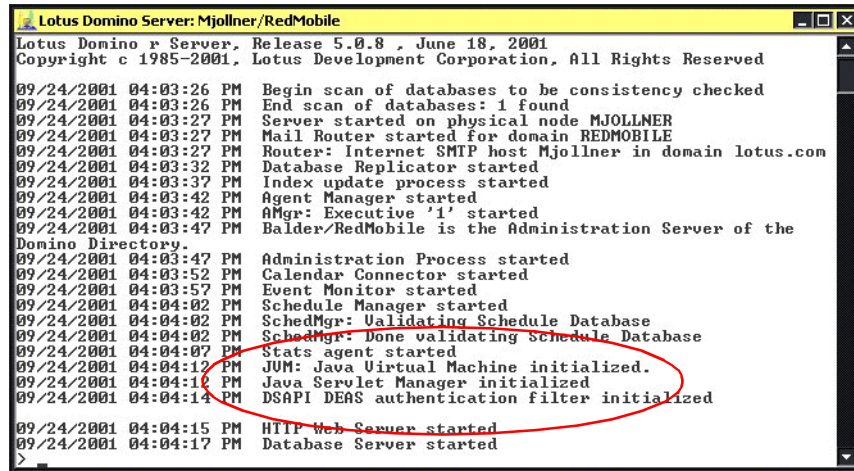 Lotus Domino Server: Mjollner/RedMobile
Lotus Domino r Server, Release 5.0.8 , June 18, 2001
Copyright c 1985-2001, Lotus Development Corporation, All Rights Reserved
09/24/2001 04:03:26 PM Begin scan of databases to be consistency checked
09/24/2001 04:03:26 PM End scan of databases: 1 found
09/24/2001 04:03:27 PM Server started on physical node MJOLLNER
09/24/2001 04:03:27 PM Mail Router started for domain REDMOBILE
09/24/2001 04:03:27 PM Router: Internet SMTP host Mjollner in domain lotus.com
09/24/2001 04:03:32 PM Database Replicator started
09/24/2001 04:03:37 PM Index update process started
09/24/2001 04:03:42 PM Agent Manager started
09/24/2001 04:03:42 PM AMgr: Executive '1' started
09/24/2001 04:03:47 PM Balder/RedMobile is the Administration Server of the
Domino Directory.
09/24/2001 04:03:47 PM Administration Process started
09/24/2001 04:03:52 PM Calendar Connector started
09/24/2001 04:03:57 PM Event Monitor started
09/24/2001 04:04:02 PM Schedule Manager started
09/24/2001 04:04:02 PM SchedMgr: Validating Schedule Database
09/24/2001 04:04:02 PM SchedMgr: Done validating Schedule Database
09/24/2001 04:04:07 PM Stats agent started
09/24/2001 04:04:12 PM JVM: Java Virtual Machine initialized.
09/24/2001 04:04:12 PM Java Servlet Manager initialized
09/24/2001 04:04:14 PM DSAPI DEAS authentication filter initialized
09/24/2001 04:04:15 PM HTTP Web Server started
09/24/2001 04:04:17 PM Database Server started
> _